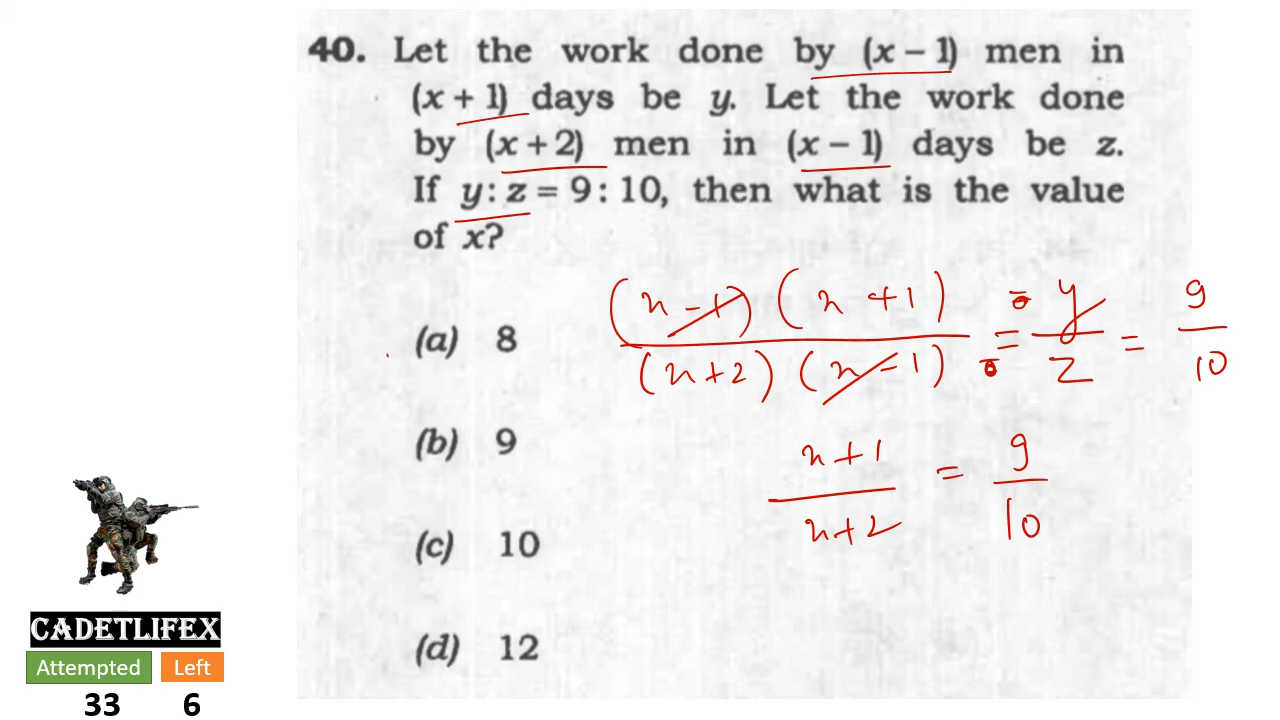 40. Let the work done by (x – 1) men in
(x + 1) days be y. Let the work done
by (x + 2) men in (x – 1) days be z.
If y : z = 9 : 10, then what is the value
of x?
(a) 8
(b) 9
(c) 10
(d) 12
(x - 1) (x + 1)
(x + 2) (x - 1)
= y
z
= 9
10
x + 1
x + 2
= 9
10
CADETLIFEX
Attempted Left
33 6